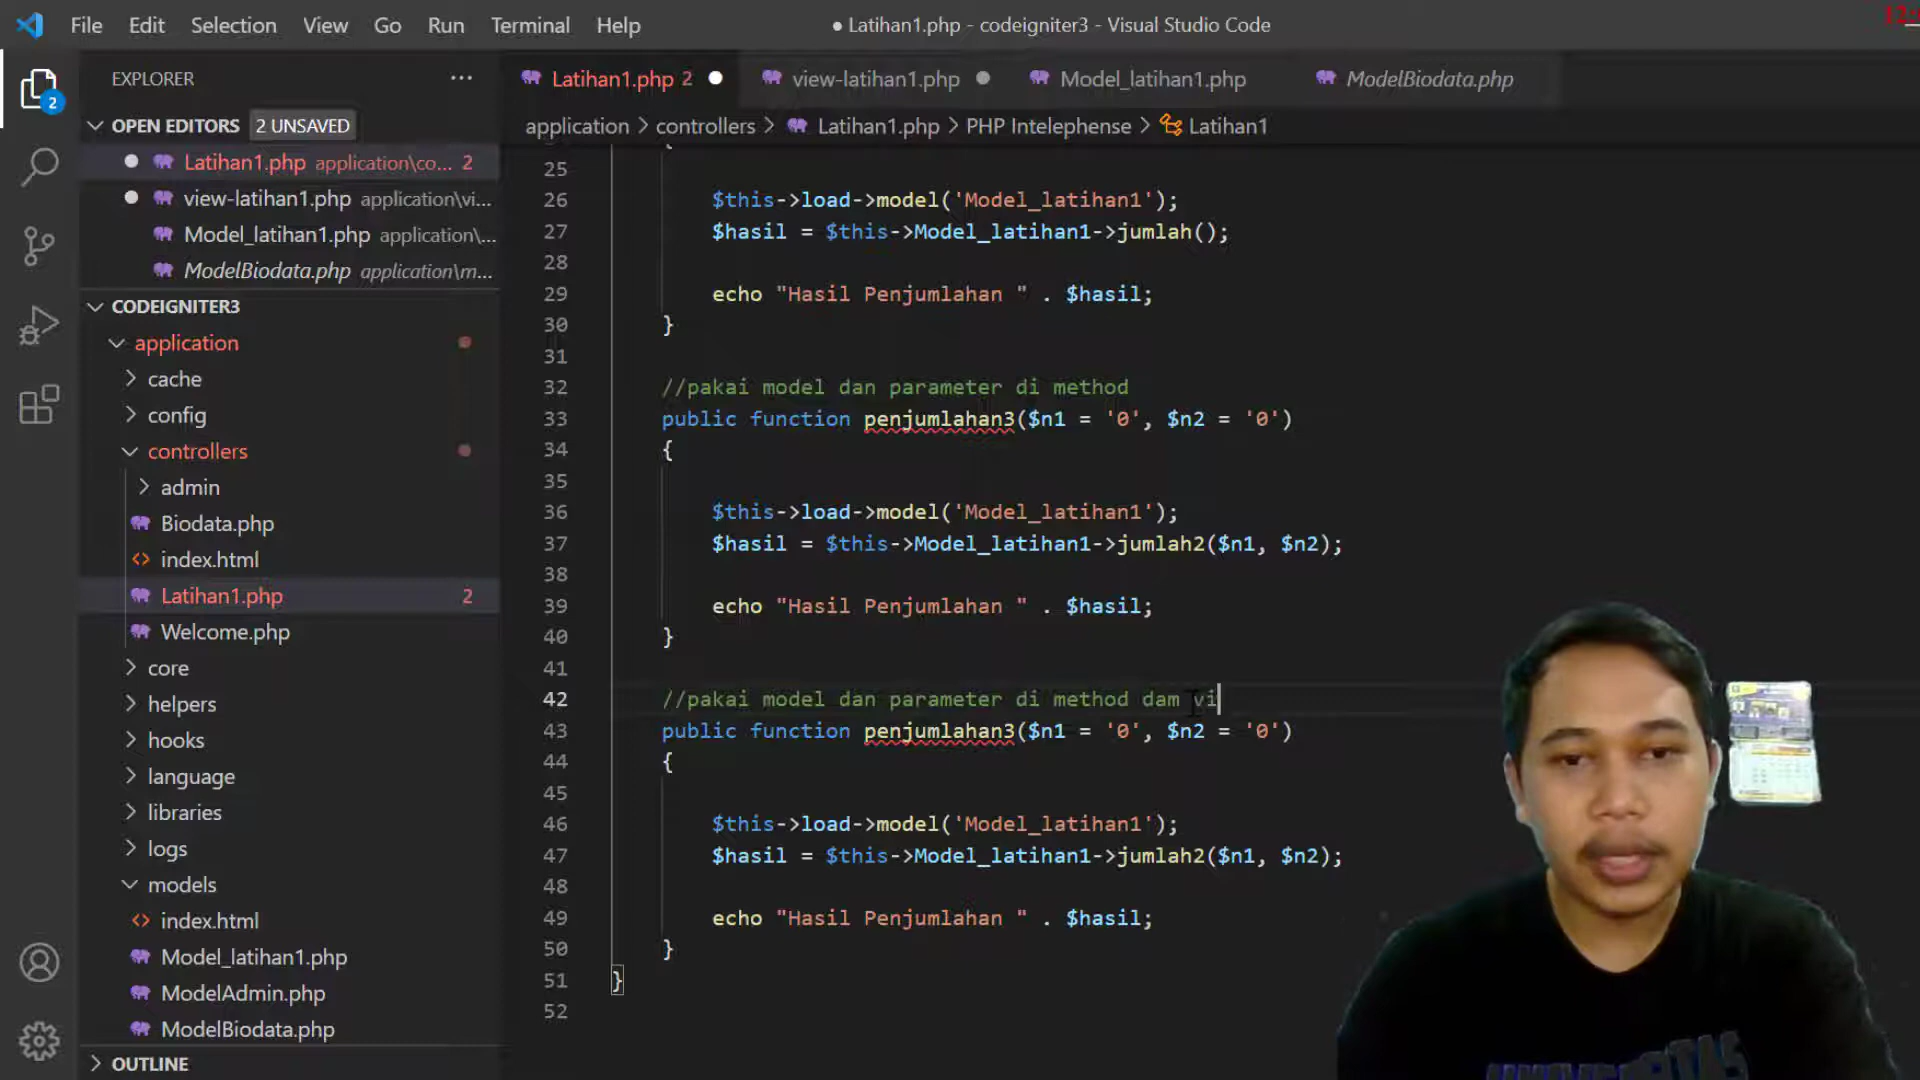 File Edit Selection View Go Run Terminal Help
● Latihan1.php - codeigniter3 - Visual Studio Code
EXPLORER
Latihan1.php 2
view-latihan1.php
Model_latihan1.php
ModelBiodata.php
OPEN EDITORS 2 UNSAVED
application > controllers > Latihan1.php > PHP Intelephense > Latihan1
Latihan1.php application\co... 2
view-latihan1.php application\vi...
Model_latihan1.php application\...
ModelBiodata.php application\m...
CODEIGNITER3
application
cache
config
controllers
admin
Biodata.php
index.html
Latihan1.php 2
Welcome.php
core
helpers
hooks
language
libraries
logs
models
index.html
Model_latihan1.php
ModelAdmin.php
ModelBiodata.php
OUTLINE
2
25
26 $this->load->model('Model_latihan1');
27 $hasil = $this->Model_latihan1->jumlah();
28
29 echo "Hasil Penjumlahan " . $hasil;
30 }
31
32 //pakai model dan parameter di method
33 public function penjumlahan3($n1 = '0', $n2 = '0')
34 {
35
36 $this->load->model('Model_latihan1');
37 $hasil = $this->Model_latihan1->jumlah2($n1, $n2);
38
39 echo "Hasil Penjumlahan " . $hasil;
40 }
41
42 //pakai model dan parameter di method dam vi
43 public function penjumlahan3($n1 = '0', $n2 = '0')
44 {
45
46 $this->load->model('Model_latihan1');
47 $hasil = $this->Model_latihan1->jumlah2($n1, $n2);
48
49 echo "Hasil Penjumlahan " . $hasil;
50 }
51 }
52